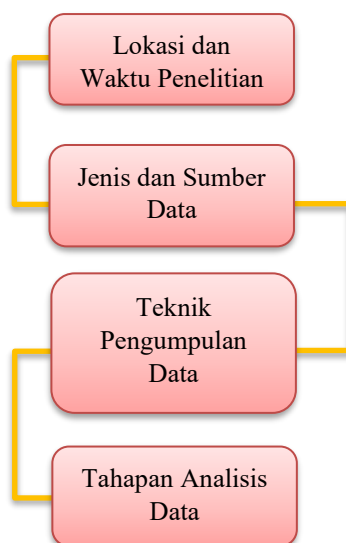 Lokasi dan
Waktu Penelitian
Jenis dan Sumber
Data
Teknik
Pengumpulan
Data
Tahapan Analisis
Data